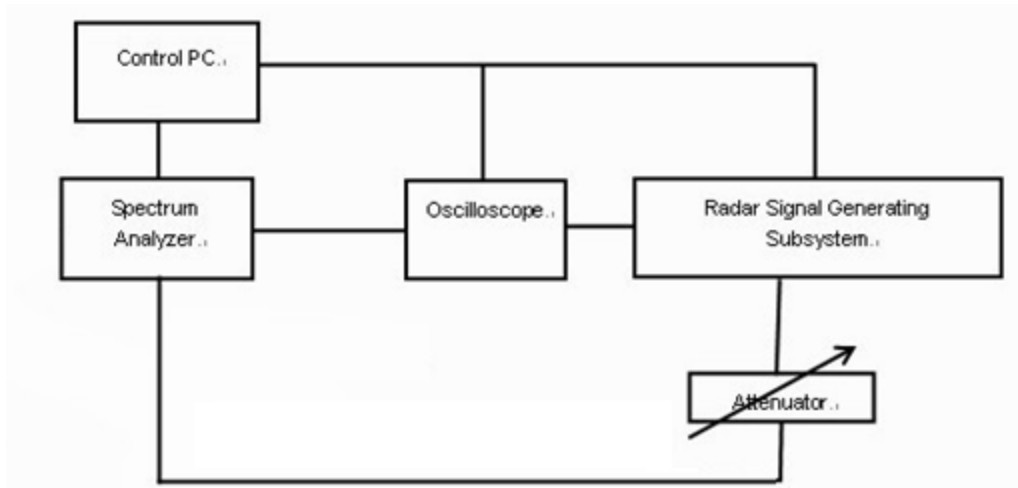 Control PC.
Spectrum
Analyzer.
Oscilloscope.
Radar Signal Generating
Subsystem.
Attenuator.